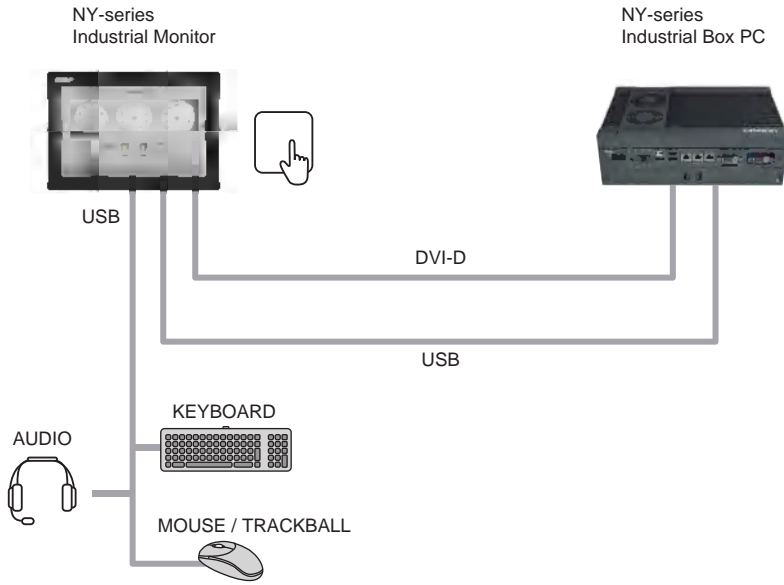 NY-series
Industrial Monitor
NY-series
Industrial Box PC
USB
DVI-D
USB
KEYBOARD
AUDIO
MOUSE / TRACKBALL